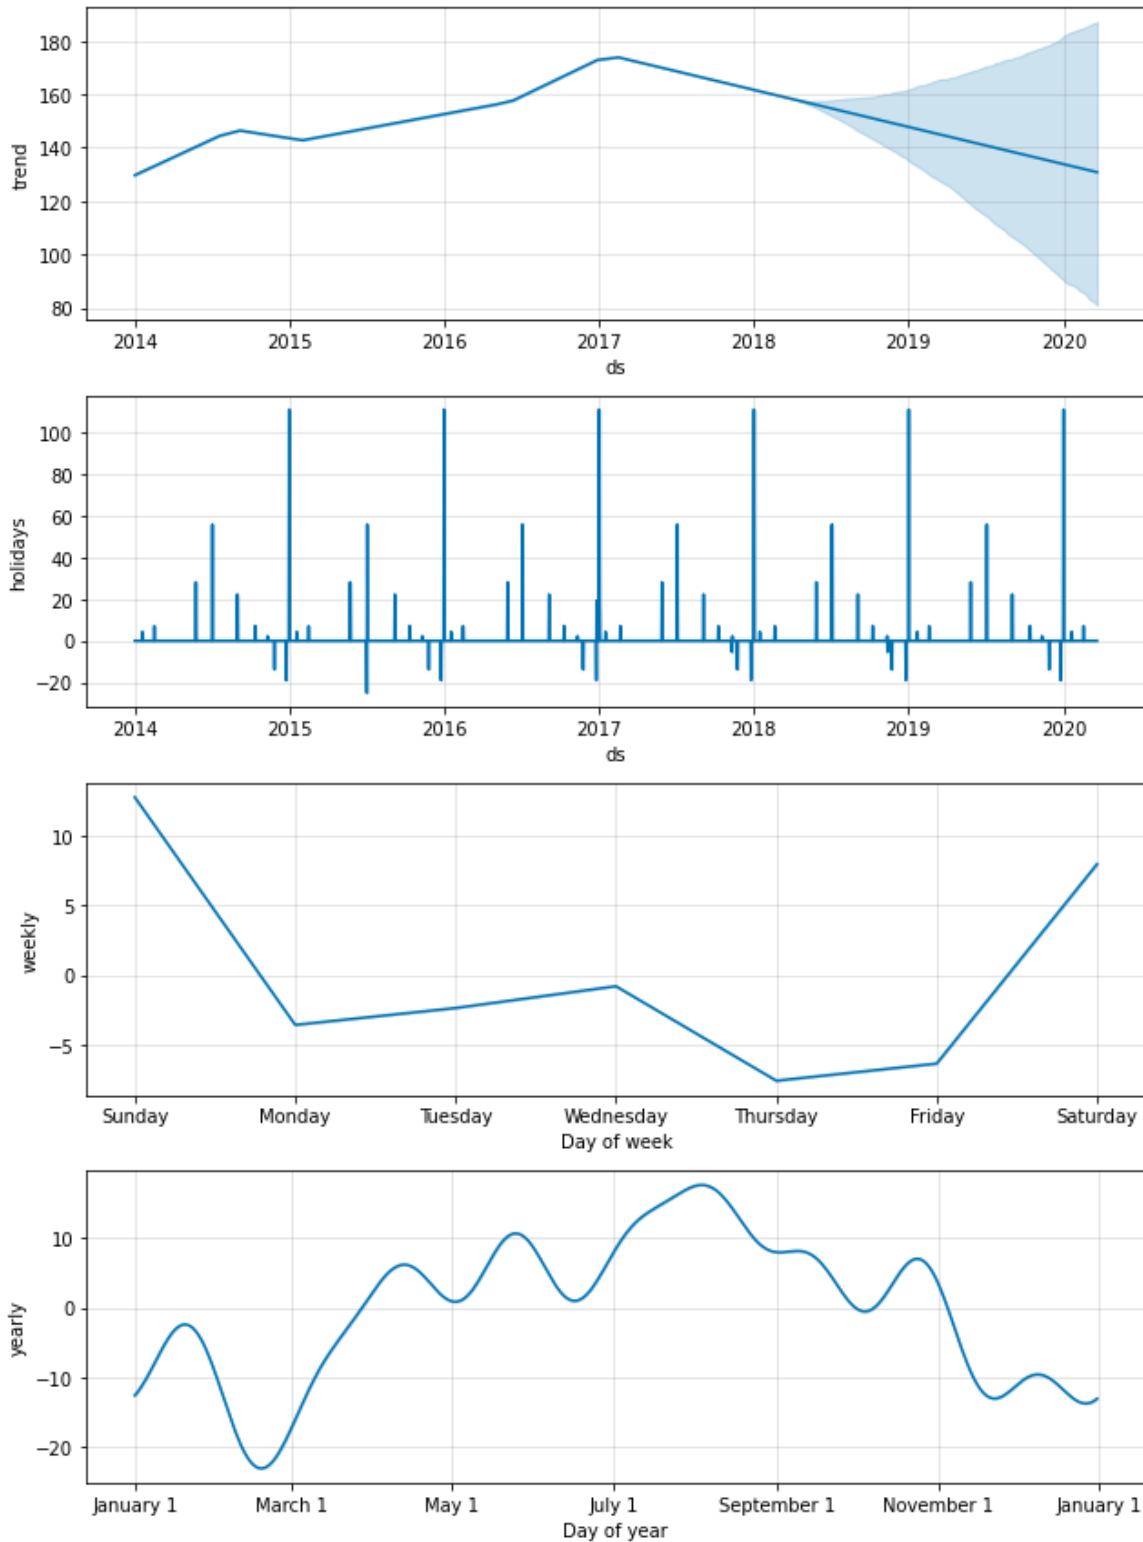 180
160
140
120
100
80
trend
2014 2015 2016 2017 2018 2019 2020
ds
100
80
60
40
20
0
−20
holidays
2014 2015 2016 2017 2018 2019 2020
ds
10
5
0
−5
weekly
Sunday Monday Tuesday Wednesday Thursday Friday Saturday
Day of week
10
0
−10
−20
yearly
January 1 March 1 May 1 July 1 September 1 November 1 January 1
Day of year